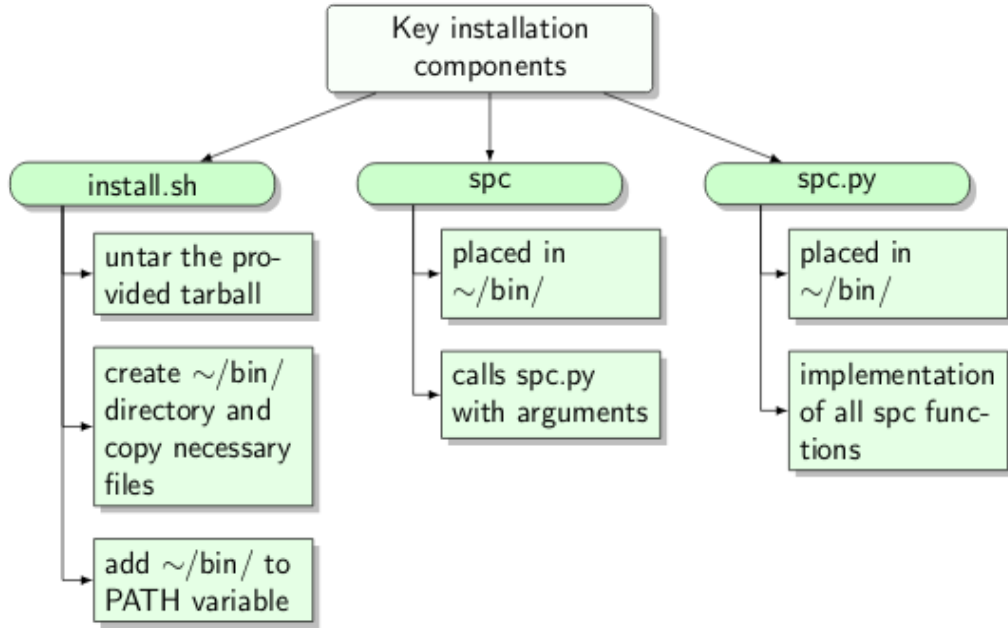 Key installation
components
install.sh
spc
spc.py
untar the pro-
vided tarball
create ∼/bin/
directory and
copy necessary
files
add ∼/bin/ to
PATH variable
placed in
∼/bin/
calls spc.py
with arguments
placed in
∼/bin/
implementation
of all spc func-
tions